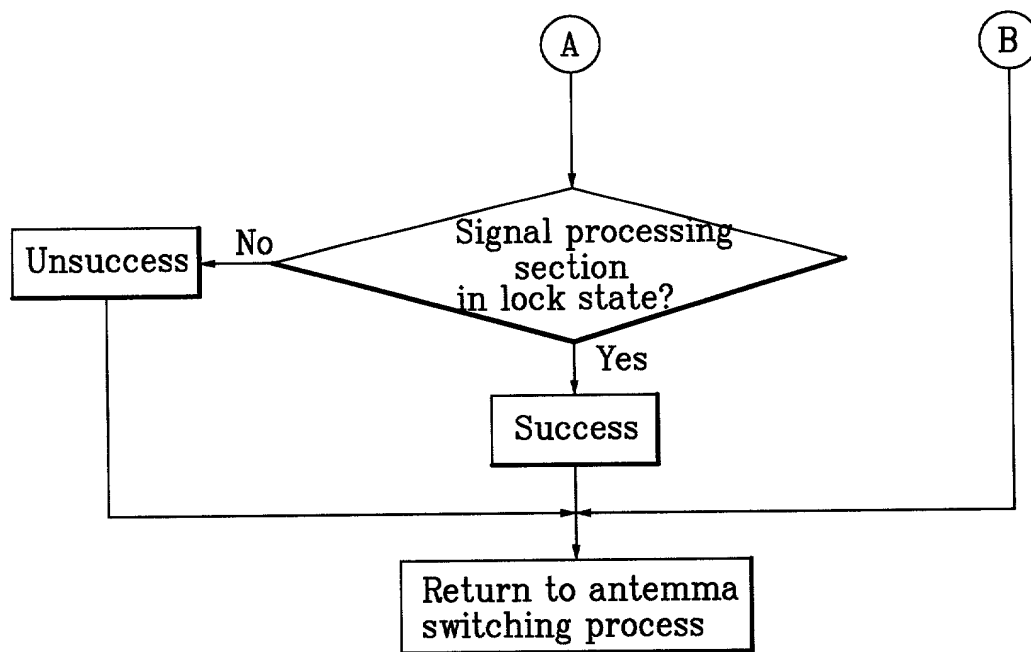 A
B
Signal processing
section
in lock state?
No
Unsuccess
Yes
Success
Return to antemma
switching process